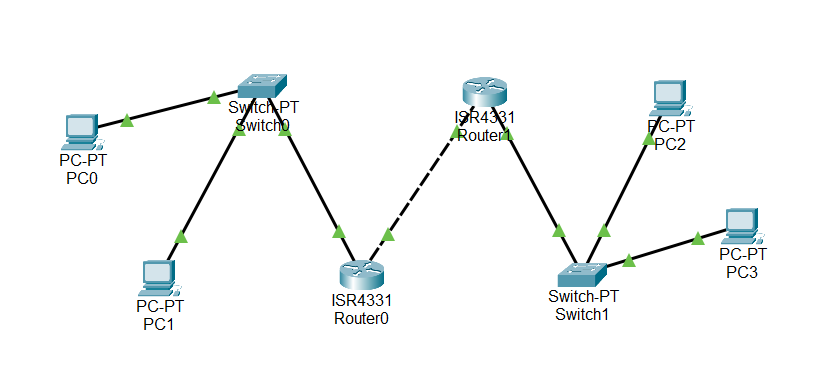 Switch-PT
Switch0
ISR4331
Router1
PC-PT
PC2
PC-PT
PC0
PC-PT
PC3
PC-PT
PC1
ISR4331
Router0
Switch-PT
Switch1